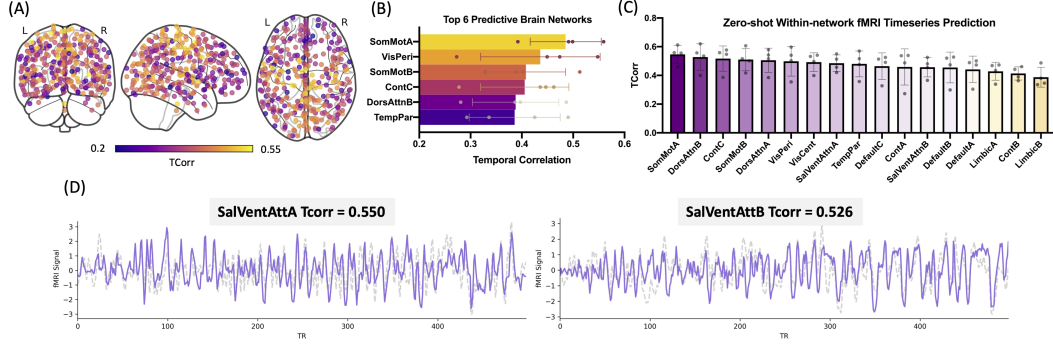 (A)
L
R
L
R
0.2
0.55
TCorr
(B)
Top 6 Predictive Brain Networks
SomMotA
VisPeri
SomMotB
ContC
DorsAttnB
TempPar
0.2 0.3 0.4 0.5 0.6
Temporal Correlation
(C)
Zero-shot Within-network fMRI Timeseries Prediction
TCorr
0.8
0.6
0.4
0.2
0.0
SomMotA
DorsAttnB
ContC
SomMotB
DorsAttnA
VisPeri
VisCent
SalVentAttnA
TempPar
DefaultC
ContA
SalVentAttnB
DefaultB
DefaultA
LimbicA
ContB
LimbicB
(D)
SalVentAttA Tcorr = 0.550
fMRI Signal
3
2
1
0
−1
−2
−3
0 100 200 300 400
TR
SalVentAttB Tcorr = 0.526
fMRI Signal
3
2
1
0
−1
−2
−3
0 100 200 300 400
TR